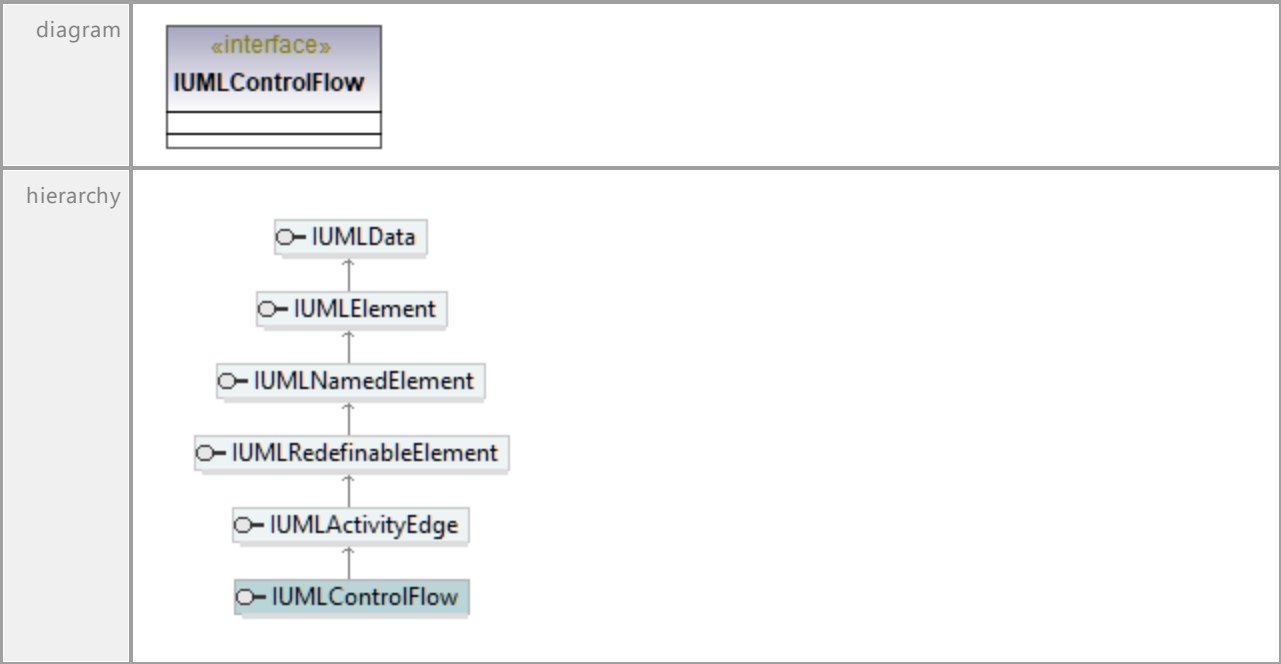 diagram
«interface»
IUMLControlFlow
hierarchy
IUMLData
IUMLElement
IUMLNamedElement
IUMLRedefinableElement
IUMLActivityEdge
IUMLControlFlow